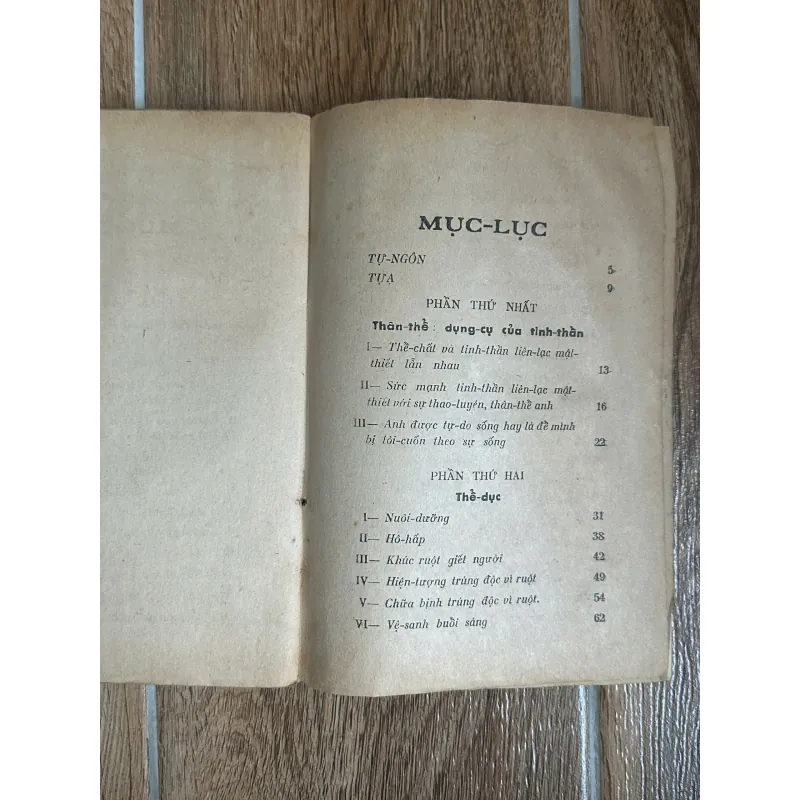 MỤC-LỤC
TỰ-NGÔN 5
TỰA 9
PHẦN THỨ NHẤT
Thân-thể : dụng-cụ của tinh-thần
I— Thể-chất và tinh-thần liên-lạc mật-
thiết lẫn nhau 13
II— Sức mạnh tinh-thần liên-lạc mật-
thiết với sự thao-luyện, thân-thể anh 16
III— Anh được tự-do sống hay là để mình
bị lôi-cuốn theo sự sống 22
PHẦN THỨ HAI
Thể-dục
I— Nuôi-dưỡng 31
II— Hô-hấp 38
III— Khúc ruột giết người 42
IV— Hiện-tượng trúng độc vì ruột 49
V— Chữa bịnh trúng độc vì ruột. 54
VI— Vệ-sanh buổi sáng 62